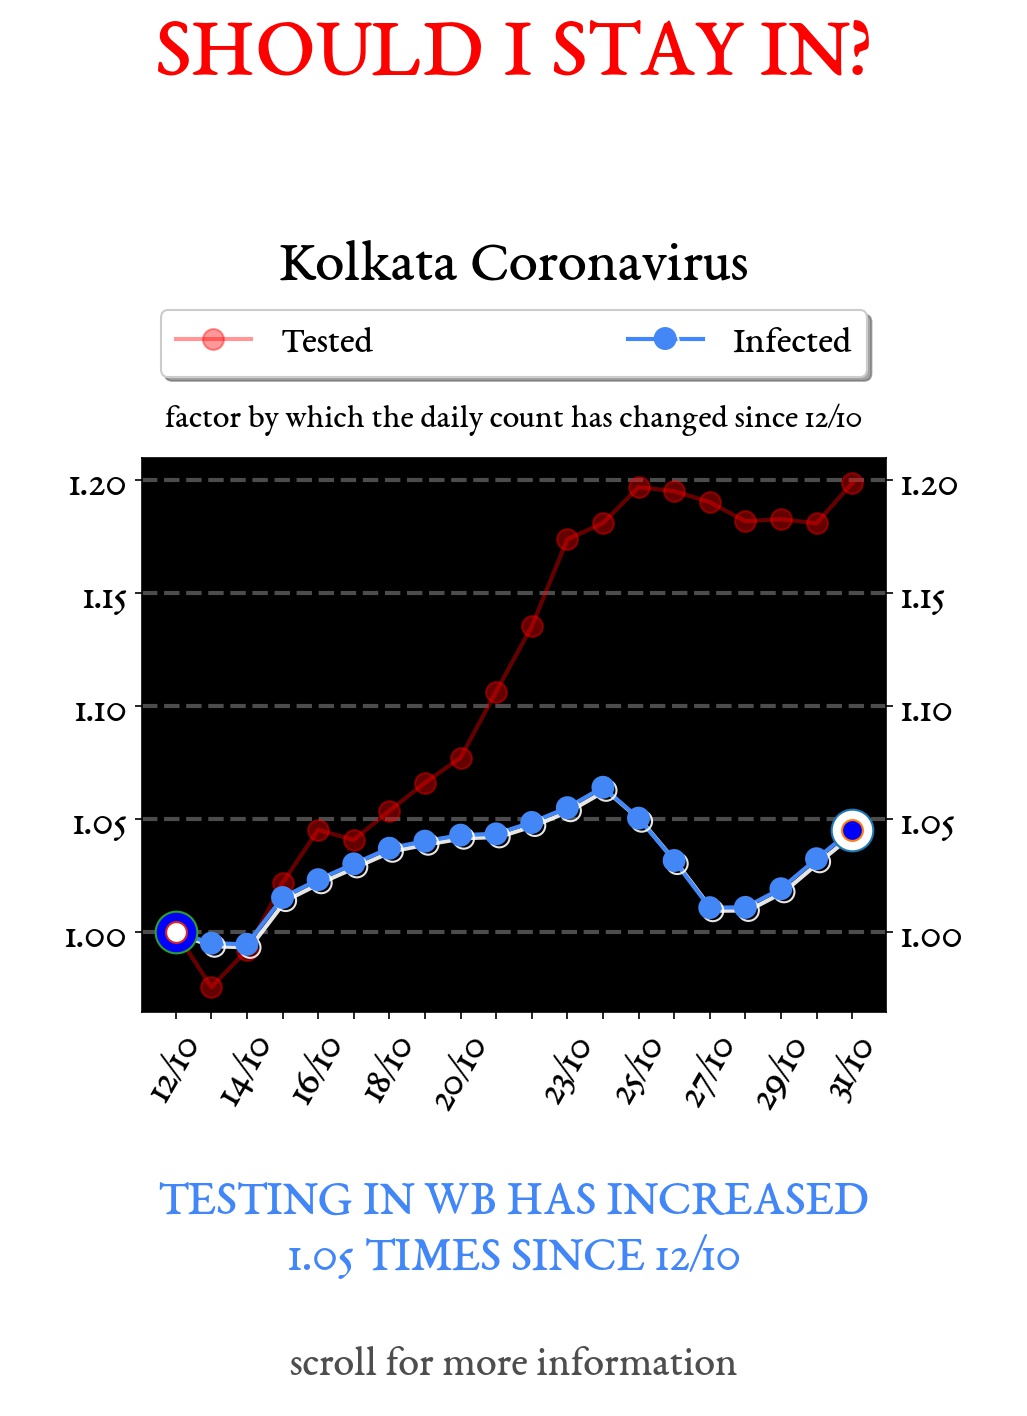 SHOULD I STAY IN?
Kolkata Coronavirus
Tested Infected
factor by which the daily count has changed since 12/10
1.20 1.20
1.15 1.15
1.10 1.10
1.05 1.05
1.00 1.00
12/10 14/10 16/10 18/10 20/10 23/10 25/10 27/10 29/10 31/10
TESTING IN WB HAS INCREASED
1.05 TIMES SINCE 12/10
scroll for more information